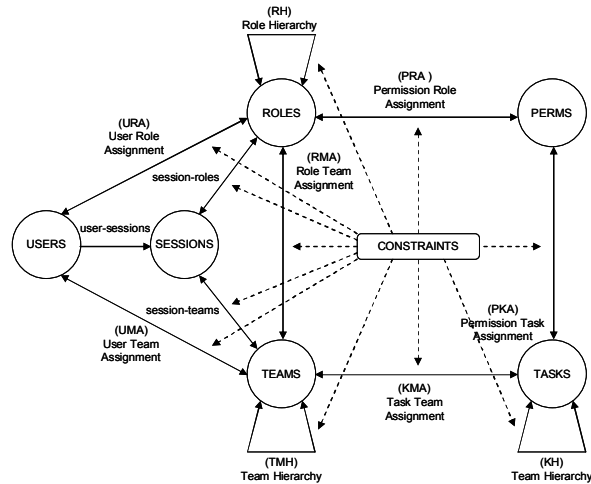 (RH)
Role Hierarchy
(PRA )
Permission Role
Assignment
ROLES
PERMS
(URA)
User Role
Assignment
(RMA)
Role Team
Assignment
session-roles
user-sessions
USERS
SESSIONS
CONSTRAINTS
session-teams
(UMA)
User Team
Assignment
(PKA)
Permission Task
Assignment
TEAMS
TASKS
(KMA)
Task Team
Assignment
(TMH)
Team Hierarchy
(KH)
Team Hierarchy